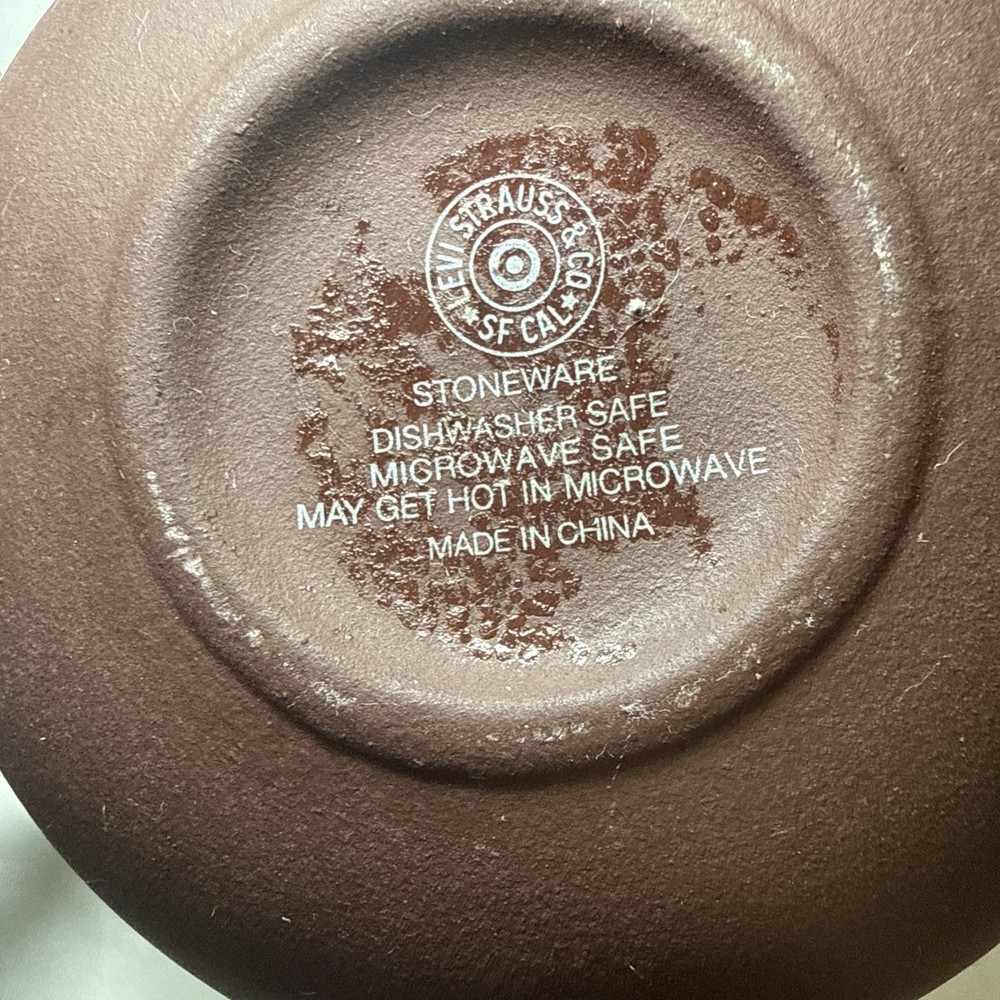 LEVI STRAUSS & CO
★ SF CAL ★
STONEWARE
DISHWASHER SAFE
MICROWAVE SAFE
MAY GET HOT IN MICROWAVE
MADE IN CHINA